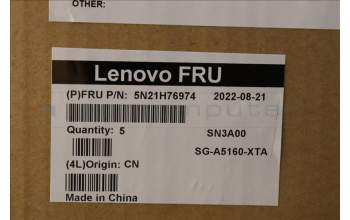 OTHER:
Lenovo FRU
(P)FRU P/N: 5N21H76974 2022-08-21
Quantity: 5 SN3A00
SG-A5160-XTA
(4L)Origin: CN
Made in China